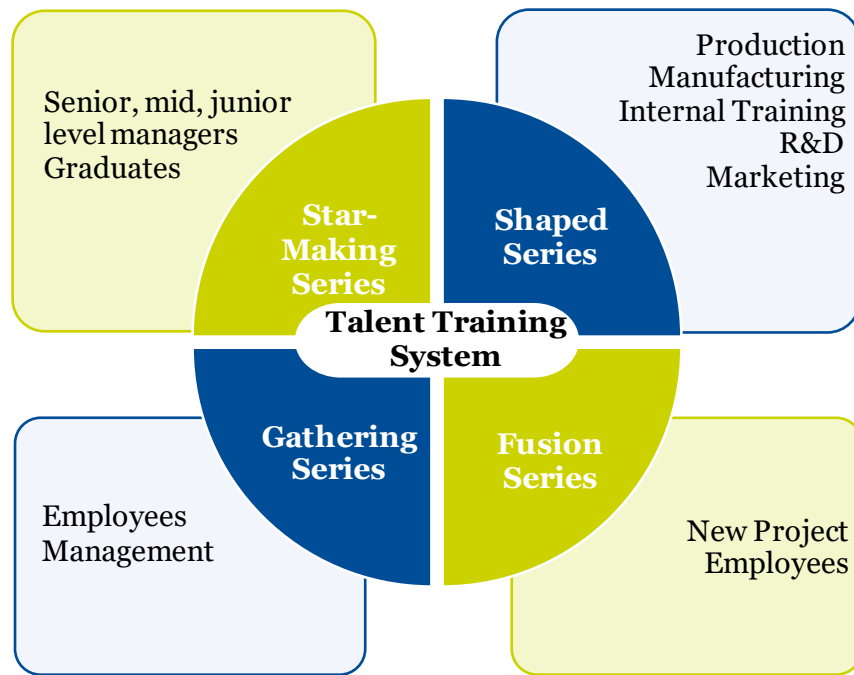 Senior, mid, junior
level managers
Graduates
Production
Manufacturing
Internal Training
R&D
Marketing
Star-
Making
Series
Shaped
Series
Talent Training
System
Gathering
Series
Fusion
Series
Employees
Management
New Project
Employees